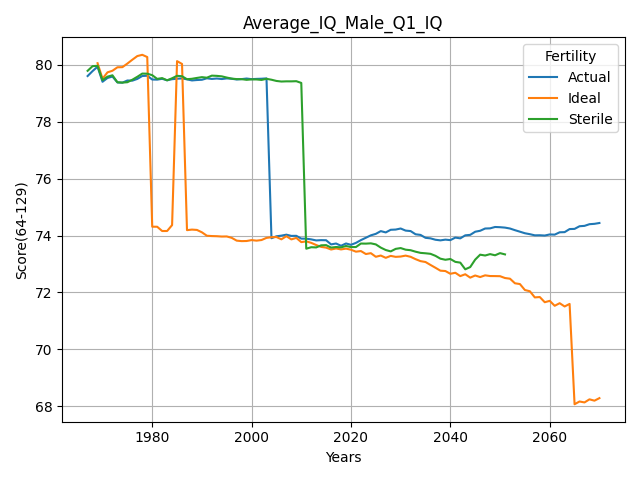 Average_IQ_Male_Q1_IQ
Fertility
Actual
Ideal
Sterile
Score(64-129)
80
78
76
74
72
70
68
1980
2000
2020
2040
2060
Years